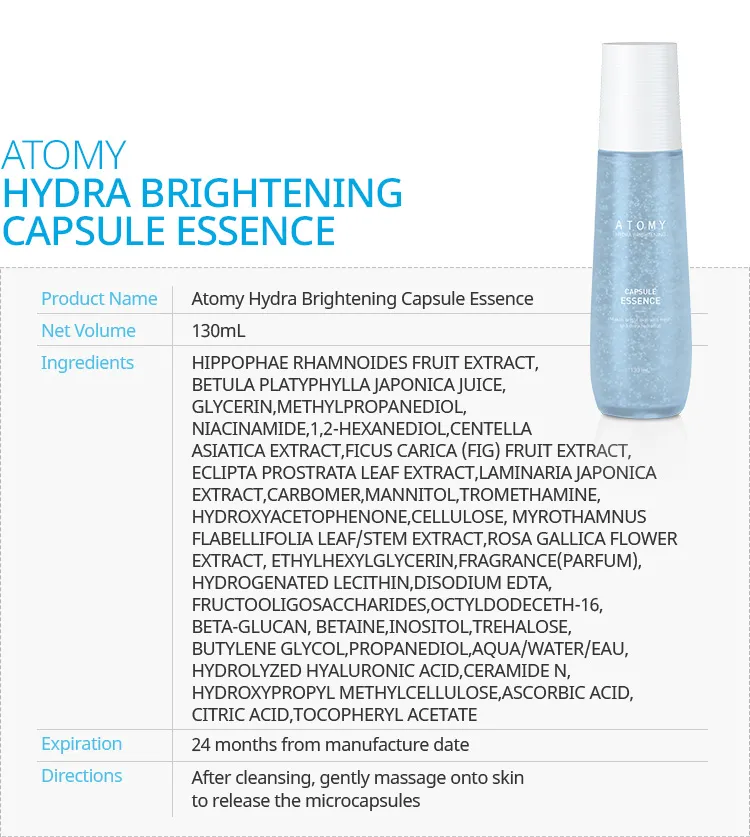 ATOMY
HYDRA BRIGHTENING
CAPSULE ESSENCE
ATOMY
CAPSULE
ESSENCE
Product Name Atomy Hydra Brightening Capsule Essence
Net Volume 130mL
Ingredients HIPPOPHAE RHAMNOIDES FRUIT EXTRACT,
BETULA PLATYPHYLLA JAPONICA JUICE,
GLYCERIN,METHYLPROPANEDIOL,
NIACINAMIDE,1,2-HEXANEDIOL,CENTELLA
ASIATICA EXTRACT,FICUS CARICA (FIG) FRUIT EXTRACT,
ECLIPTA PROSTRATA LEAF EXTRACT,LAMINARIA JAPONICA
EXTRACT,CARBOMER,MANNITOL,TROMETHAMINE,
HYDROXYACETOPHENONE,CELLULOSE, MYROTHAMNUS
FLABELLIFOLIA LEAF/STEM EXTRACT,ROSA GALLICA FLOWER
EXTRACT, ETHYLHEXYLGLYCERIN,FRAGRANCE(PARFUM),
HYDROGENATED LECITHIN,DISODIUM EDTA,
FRUCTOOLIGOSACCHARIDES,OCTYLDODECETH-16,
BETA-GLUCAN, BETAINE,INOSITOL,TREHALOSE,
BUTYLENE GLYCOL,PROPANEDIOL,AQUA/WATER/EAU,
HYDROLYZED HYALURONIC ACID,CERAMIDE N,
HYDROXYPROPYL METHYLCELLULOSE,ASCORBIC ACID,
CITRIC ACID,TOCOPHERYL ACETATE
Expiration 24 months from manufacture date
Directions After cleansing, gently massage onto skin
to release the microcapsules